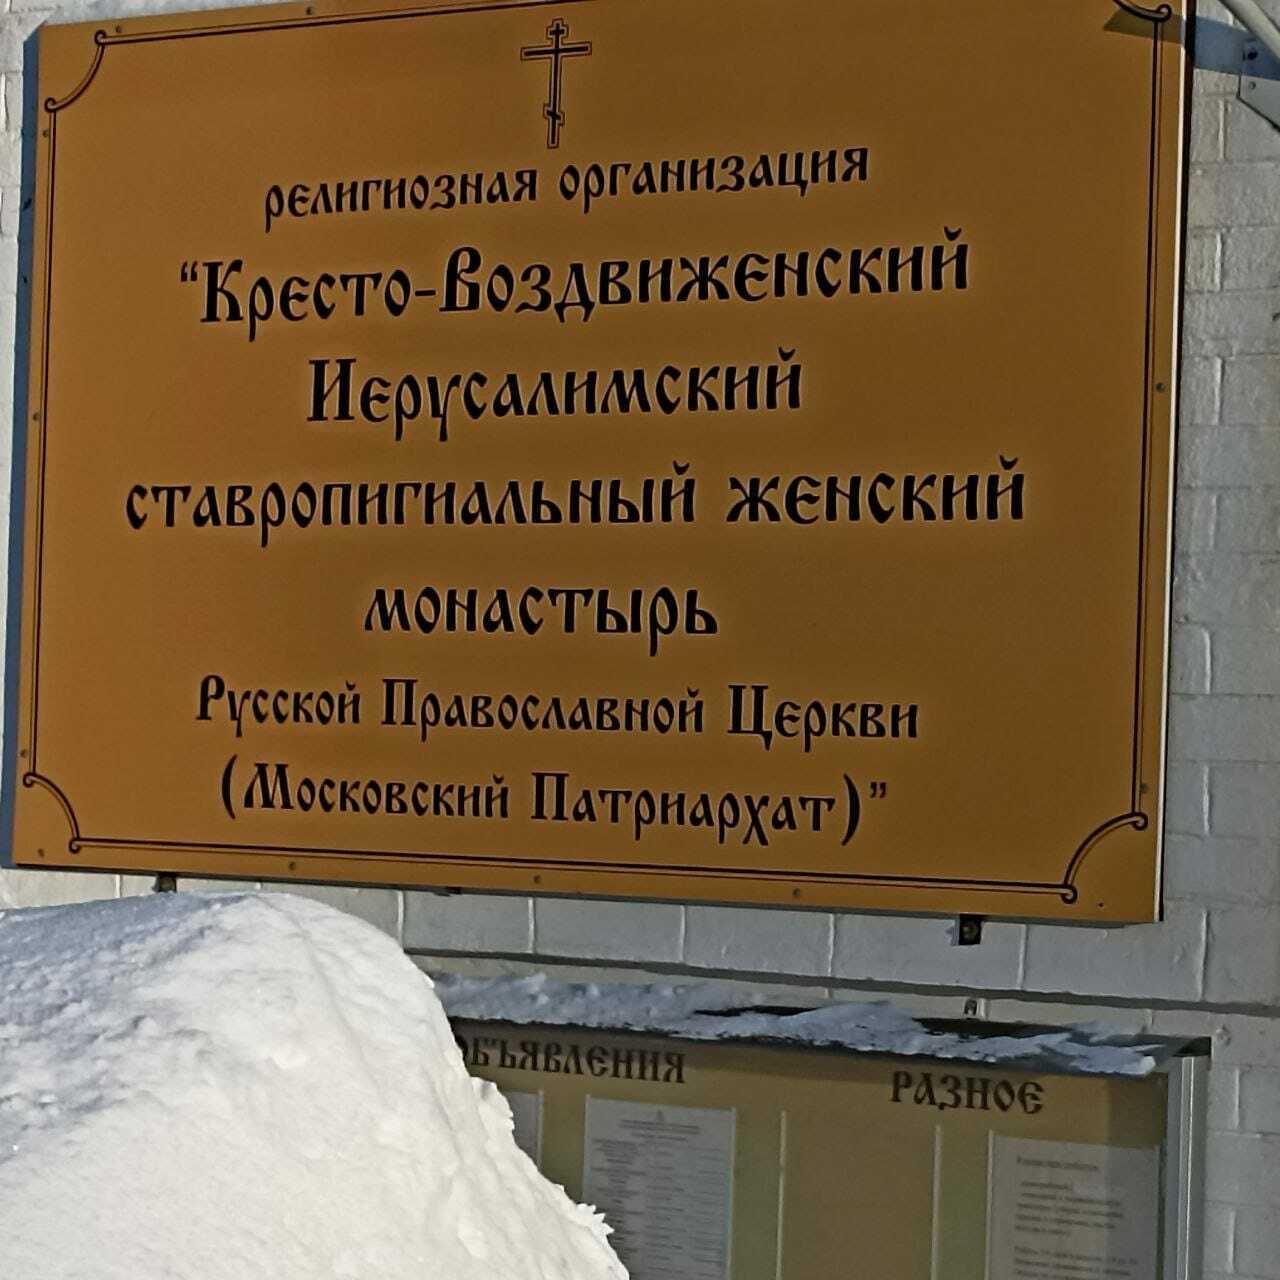 религиозная организация
"Кресто-Воздвиженский
Иерусалимский
ставропигиальный женский
монастырь
Русской Православной Церкви
(Московский Патриархат)"
ОБЪЯВЛЕНИЯ
РАЗНОЕ